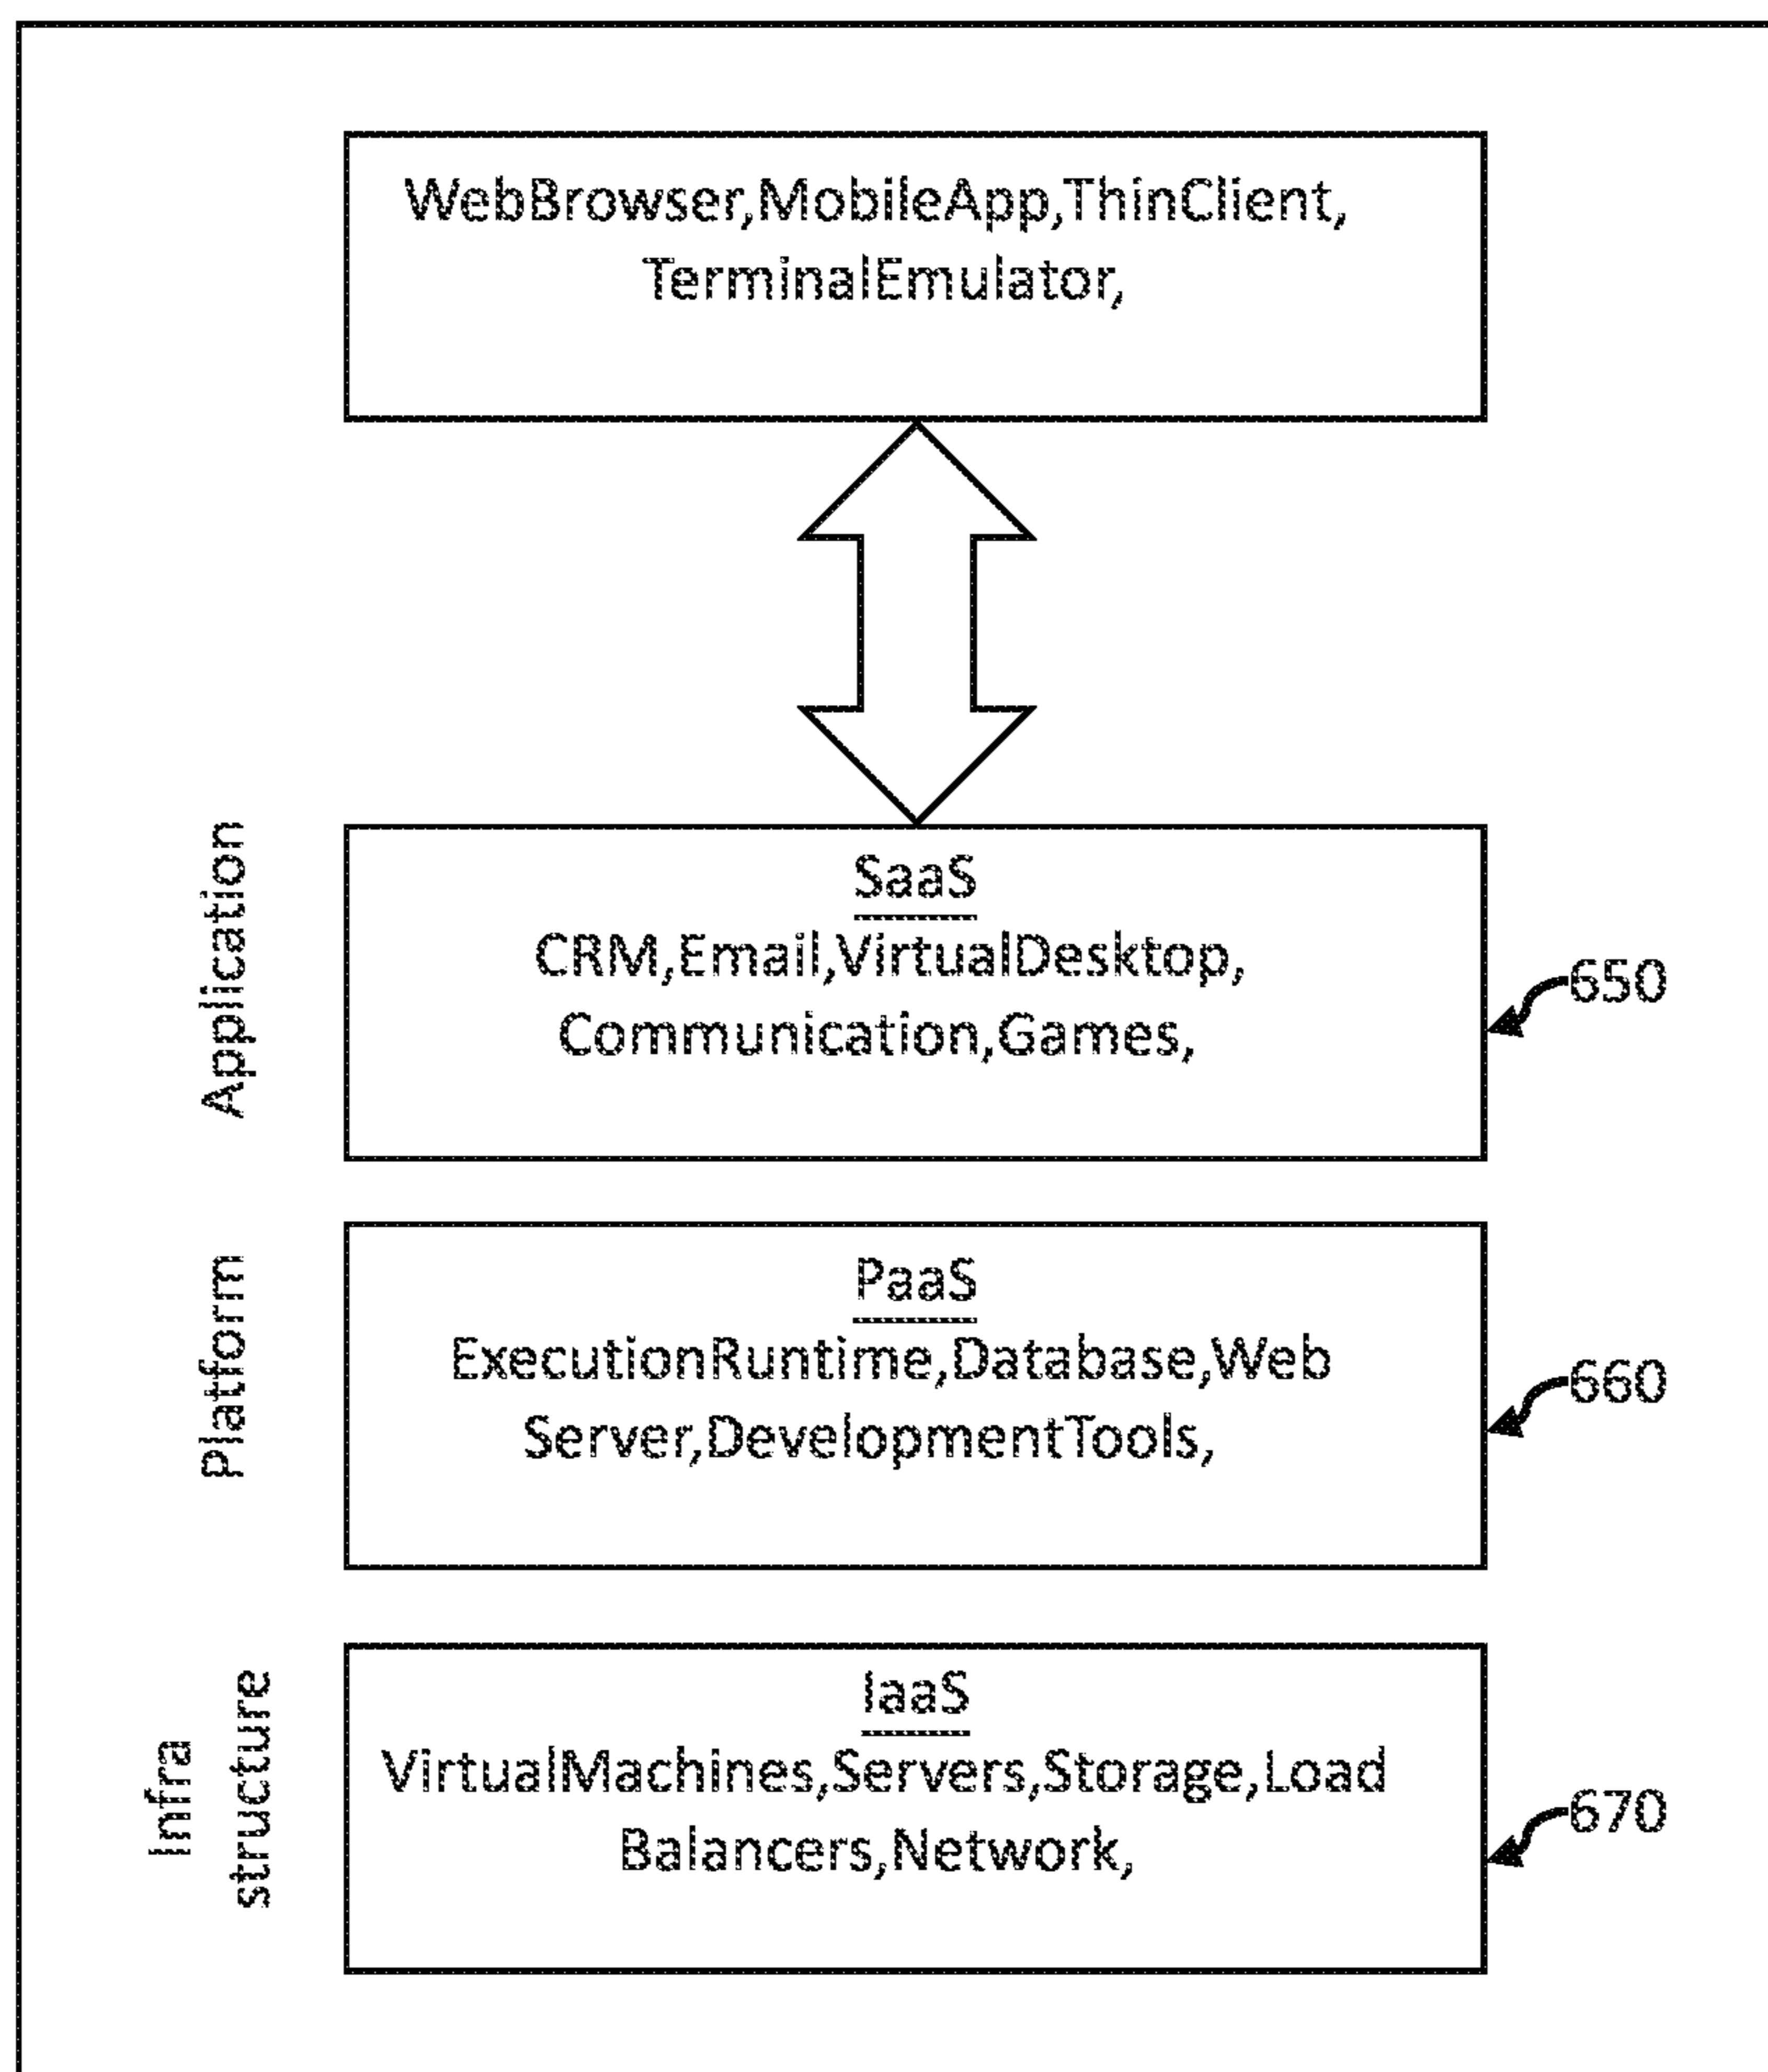 WebBrowser,MobileApp,ThinClient,
TerminalEmulator,
Application
SaaS
CRM,Email,VirtualDesktop,
Communication,Games,
650
Platform
PaaS
ExecutionRuntime,Database,Web
Server,DevelopmentTools,
660
Infra
structure
IaaS
VirtualMachines,Servers,Storage,Load
Balancers,Network,
670